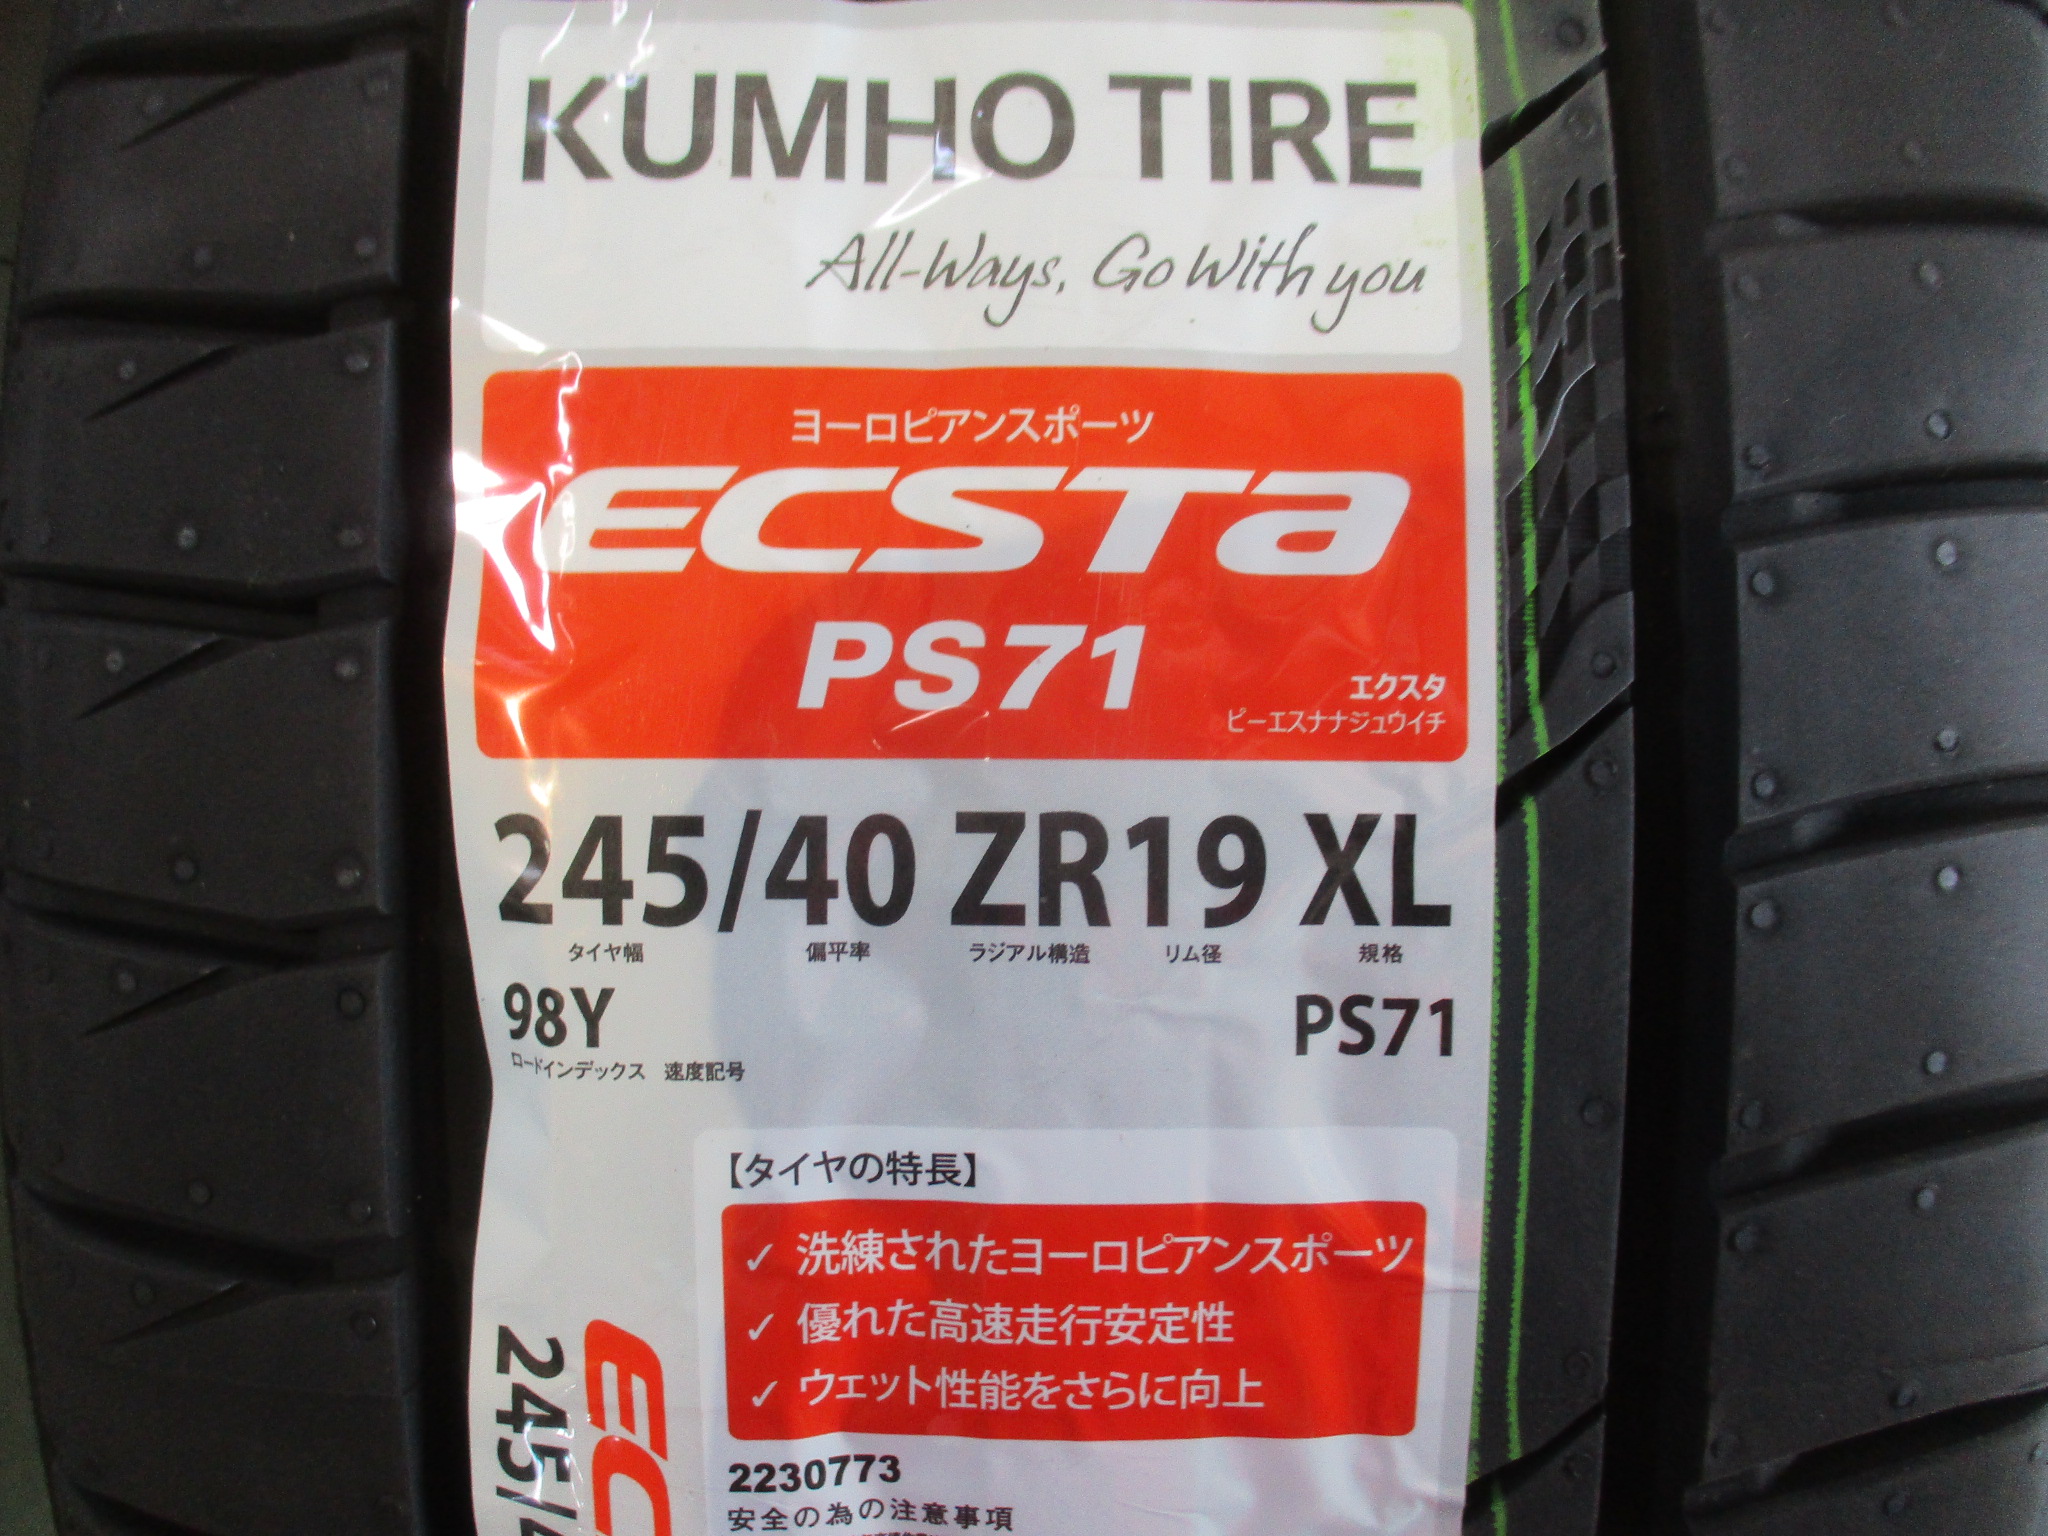 KUMHO TIRE
All-Ways, Go With you
ヨーロピアンスポーツ
ECSTa
PS71
エクスタ
ピーエスナナジュウイチ
245/40 ZR19 XL
タイヤ幅 偏平率 ラジアル構造 リム径 規格
98Y PS71
ロードインデックス 速度記号
【タイヤの特長】
✓ 洗練されたヨーロピアンスポーツ
✓ 優れた高速走行安定性
✓ ウェット性能をさらに向上
2230773
安全の為の注意事項
EC
245/4